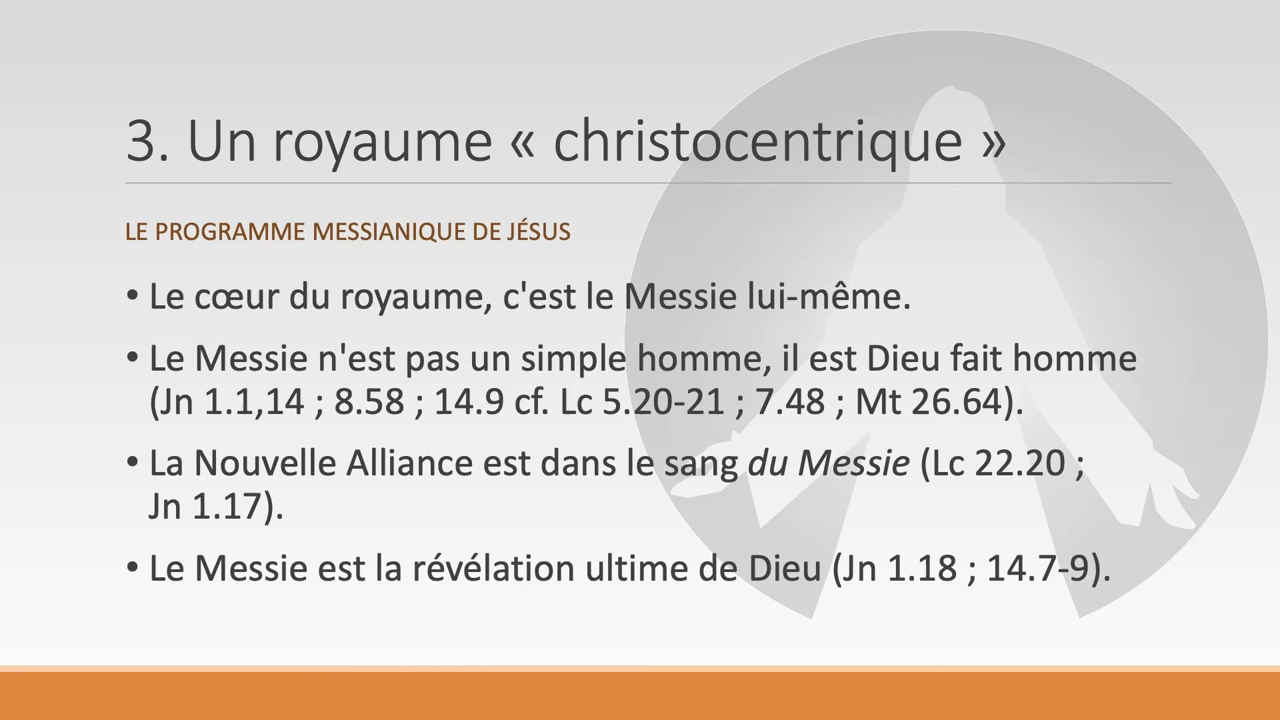 3. Un royaume « christocentrique »
LE PROGRAMME MESSIANIQUE DE JÉSUS
• Le cœur du royaume, c'est le Messie lui-même.
• Le Messie n'est pas un simple homme, il est Dieu fait homme
(Jn 1.1,14 ; 8.58 ; 14.9 cf. Lc 5.20-21 ; 7.48 ; Mt 26.64).
• La Nouvelle Alliance est dans le sang du Messie (Lc 22.20 ;
Jn 1.17).
• Le Messie est la révélation ultime de Dieu (Jn 1.18 ; 14.7-9).